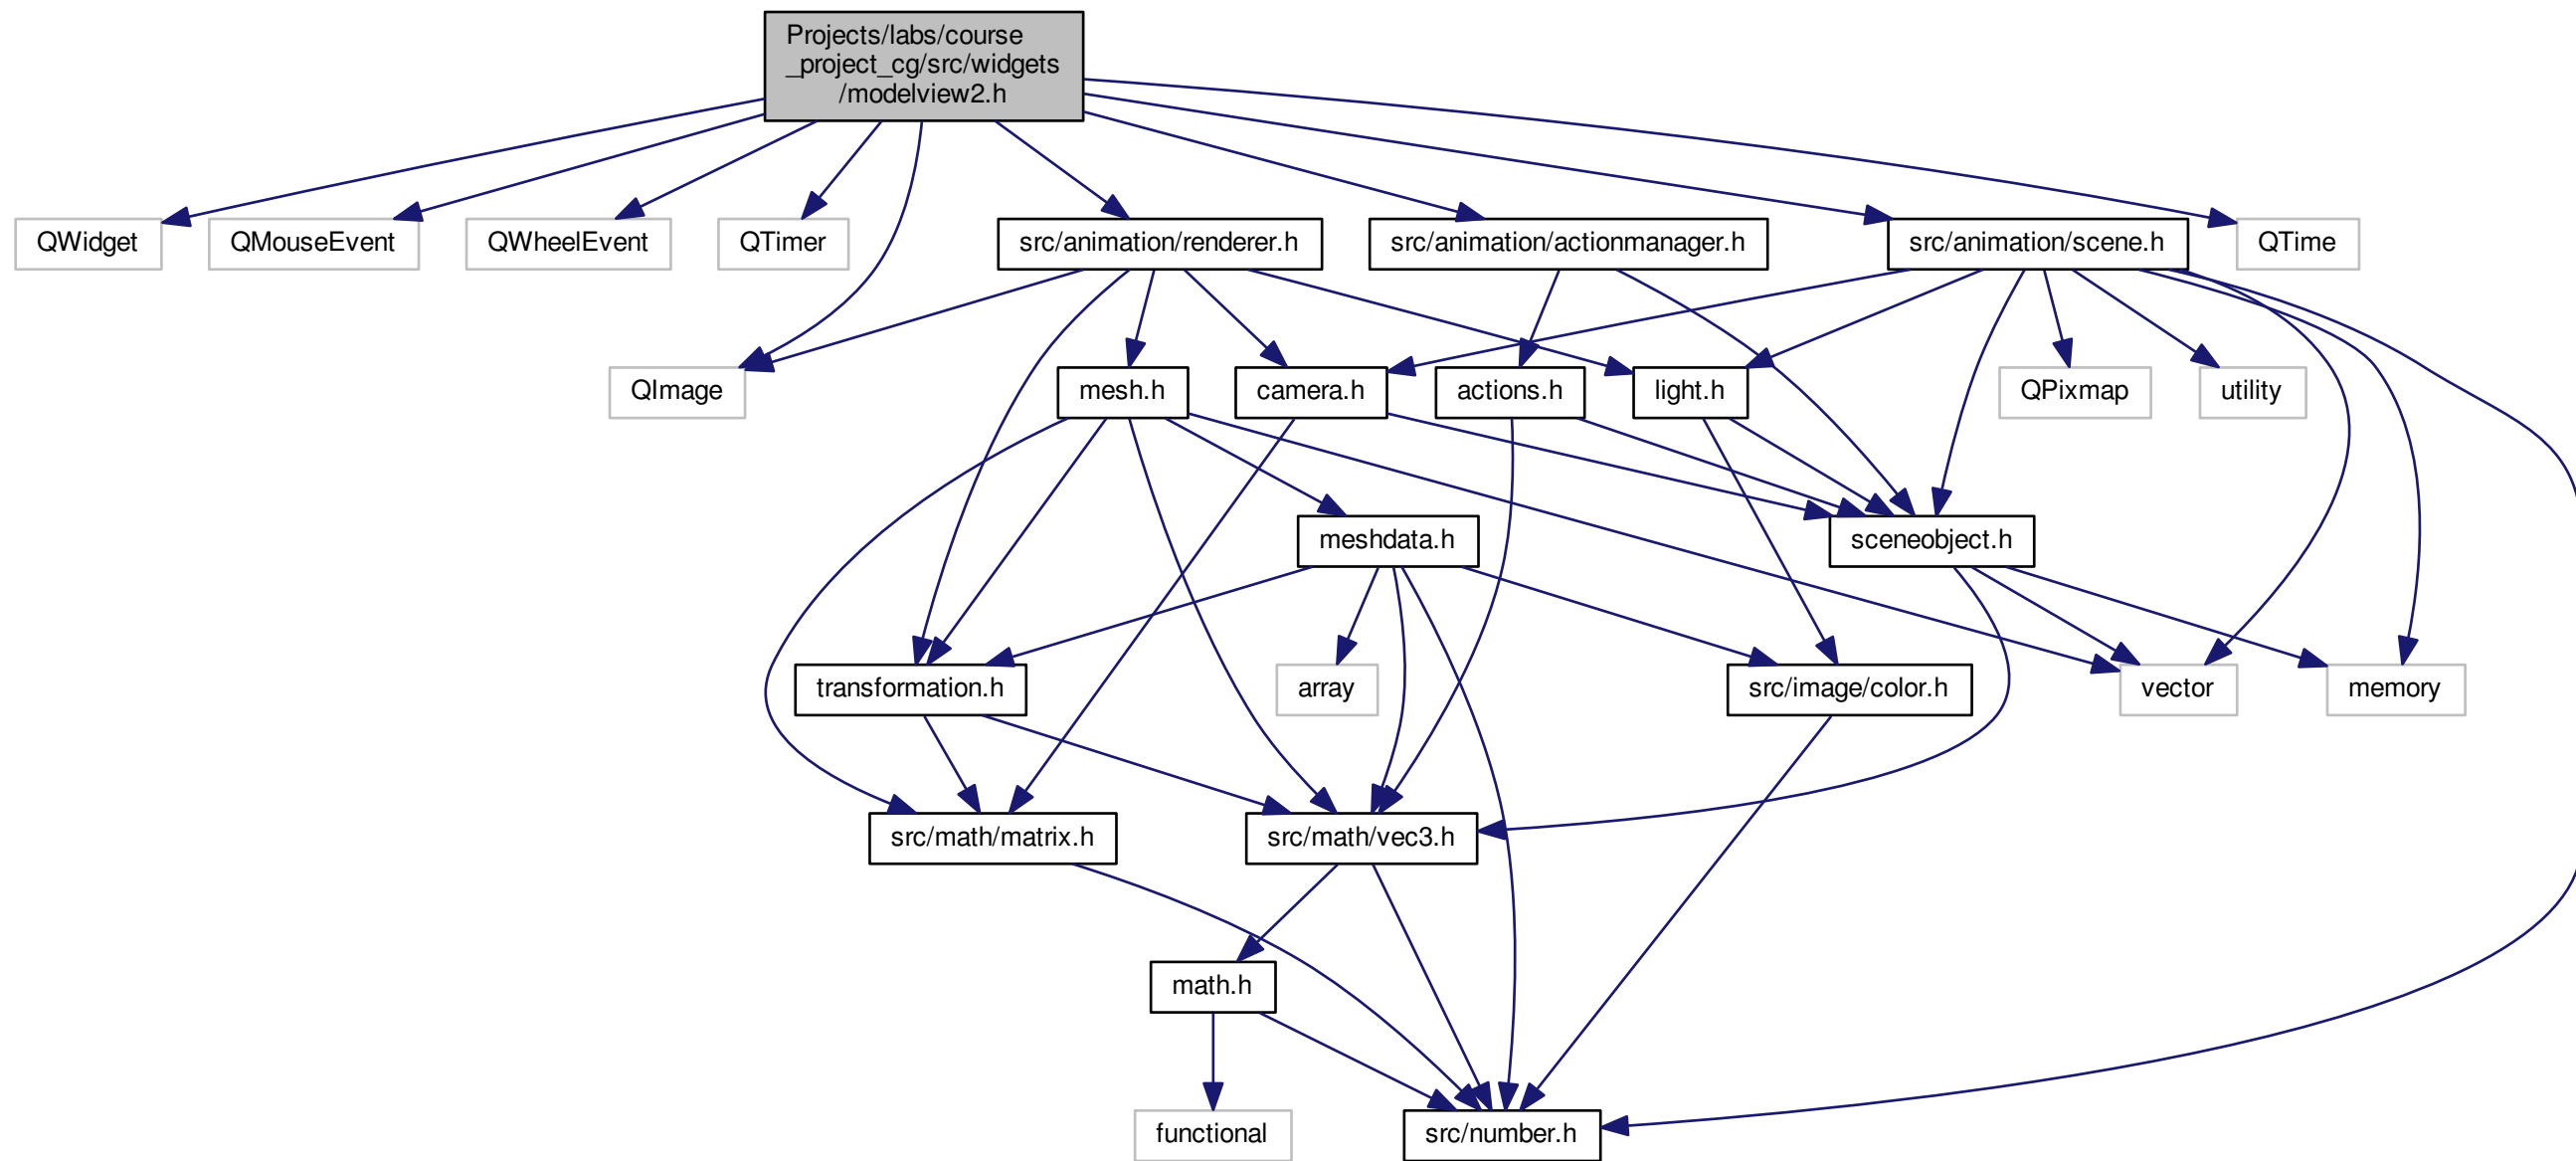 Projects/labs/course
_project_cg/src/widgets
/modelview2.h
QWidget
QMouseEvent
QWheelEvent
QTimer
src/animation/renderer.h
src/animation/actionmanager.h
src/animation/scene.h
QTime
QImage
mesh.h
camera.h
actions.h
light.h
QPixmap
utility
meshdata.h
sceneobject.h
transformation.h
array
src/image/color.h
vector
memory
src/math/matrix.h
src/math/vec3.h
math.h
functional
src/number.h